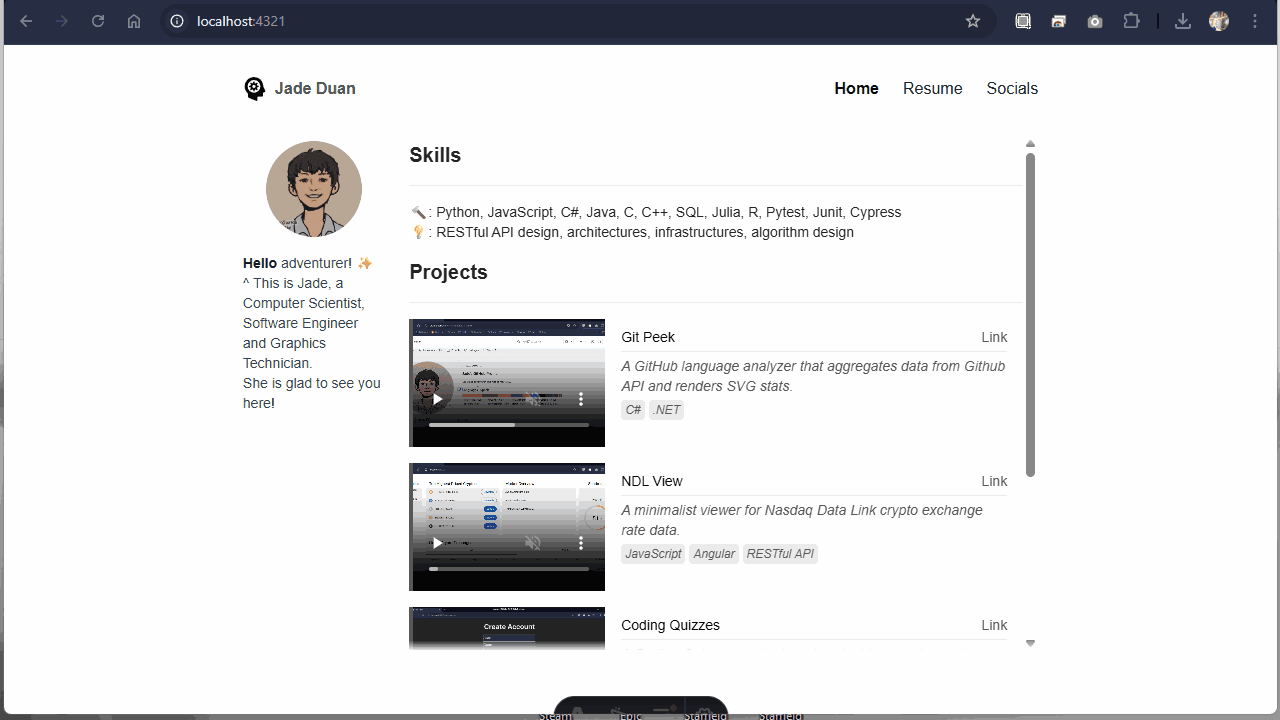 localhost:4321
Jade Duan
Home Resume Socials
Skills
: Python, JavaScript, C#, Java, C, C++, SQL, Julia, R, Pytest, Junit, Cypress
: RESTful API design, architectures, infrastructures, algorithm design
Hello adventurer! ✨
^ This is Jade, a
Computer Scientist,
Software Engineer
and Graphics
Technician.
She is glad to see you
here!
Projects
Git Peek Link
A GitHub language analyzer that aggregates data from Github
API and renders SVG stats.
C# .NET
NDL View Link
A minimalist viewer for Nasdaq Data Link crypto exchange
rate data.
JavaScript Angular RESTful API
Create Account
Coding Quizzes Link
Steam Epic Starfield Starfield